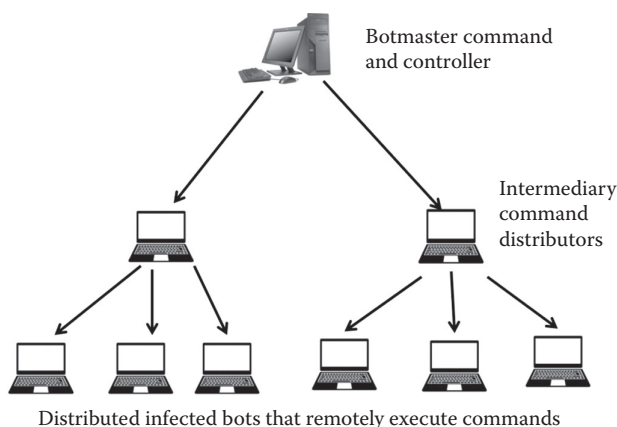 Botmaster command
and controller
Intermediary
command
distributors
Distributed infected bots that remotely execute commands